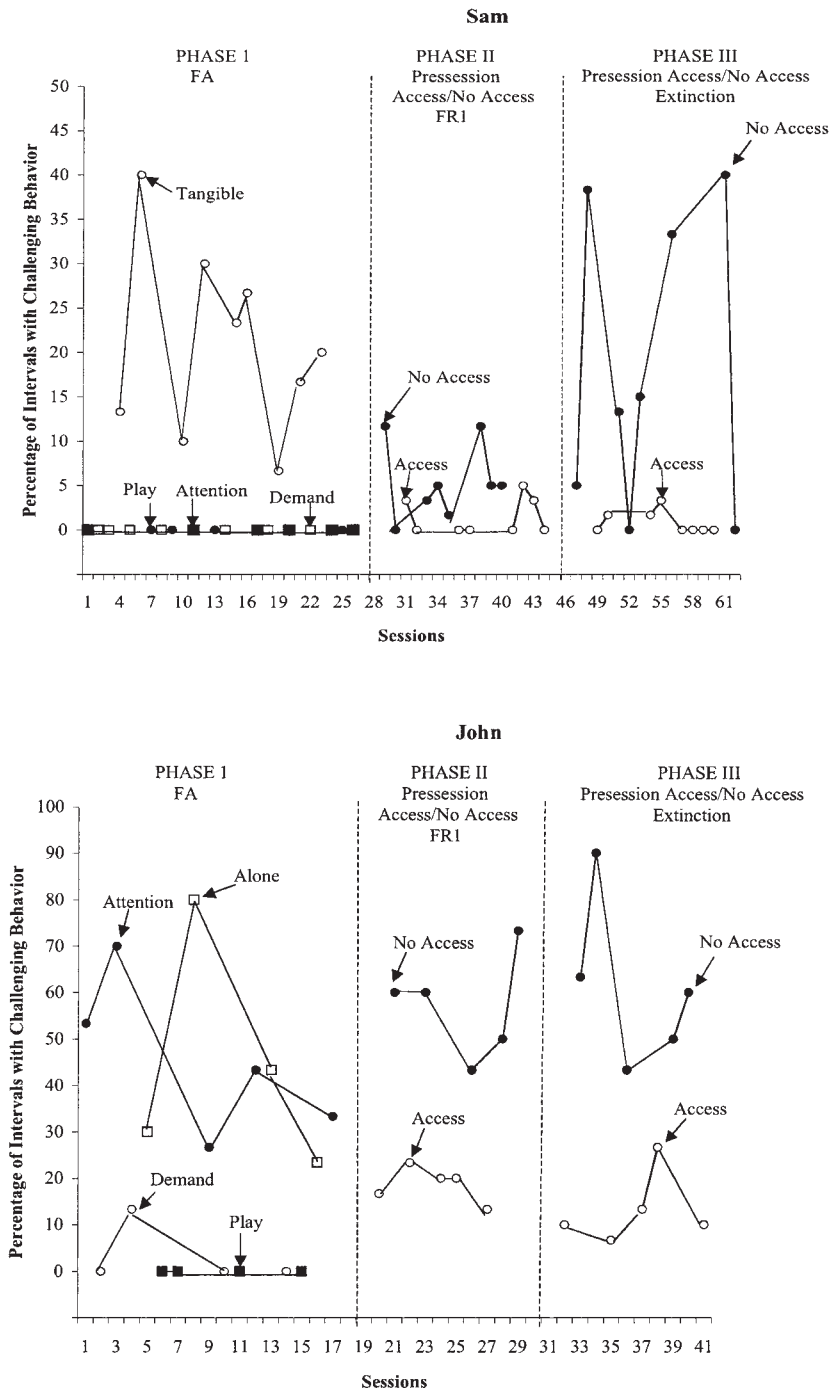 Sam
PHASE 1
FA
PHASE II
Pressession
Access/No Access
FR1
PHASE III
Presession Access/No Access
Extinction
Percentage of Intervals with Challenging Behavior
50
45
40
35
30
25
20
15
10
5
0
Tangible
Play
Attention
Demand
No Access
Access
No Access
Access
1 4 7 10 13 16 19 22 25 28 31 34 37 40 43 46 49 52 55 58 61
Sessions
John
PHASE 1
FA
PHASE II
Pressession
Access/No Access
FR1
PHASE III
Presession Access/No Access
Extinction
Percentage of Intervals with Challenging Behavior
100
90
80
70
60
50
40
30
20
10
0
Attention
Alone
Demand
Play
No Access
Access
No Access
Access
1 3 5 7 9 11 13 15 17 19 21 23 25 27 29 31 33 35 37 39 41
Sessions